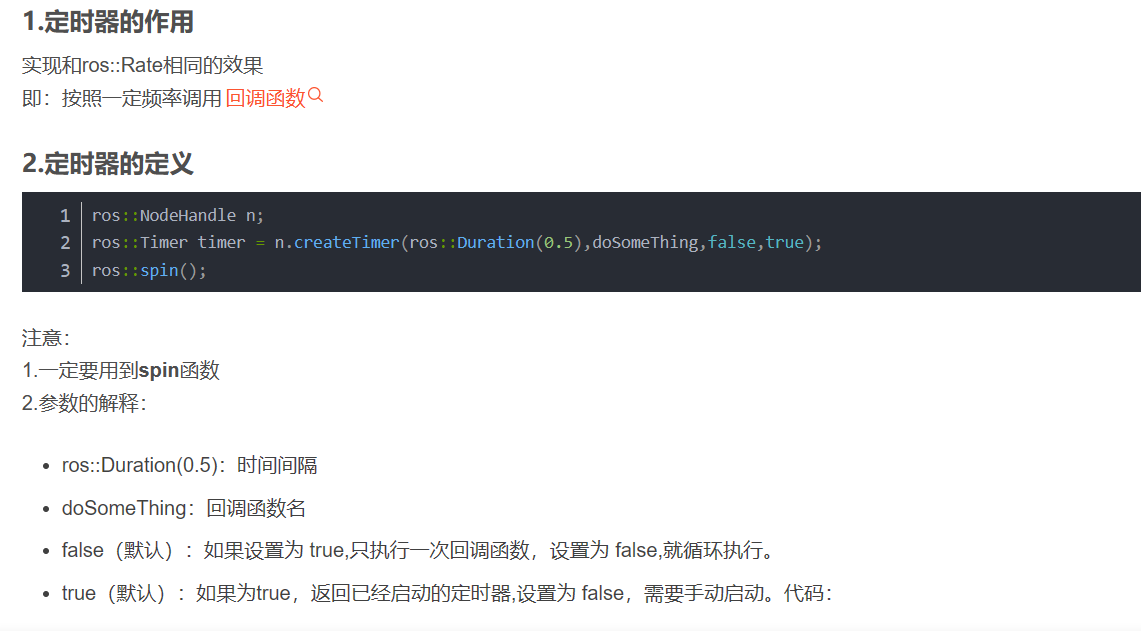 1.定时器的作用
实现和ros::Rate相同的效果
即：按照一定频率调用 回调函数
2.定时器的定义
1 ros::NodeHandle n;
2 ros::Timer timer = n.createTimer(ros::Duration(0.5),doSomeThing,false,true);
3 ros::spin();
注意：
1.一定要用到spin函数
2.参数的解释：
• ros::Duration(0.5)：时间间隔
• doSomeThing：回调函数名
• false（默认）：如果设置为 true,只执行一次回调函数，设置为 false,就循环执行。
• true（默认）：如果为true，返回已经启动的定时器,设置为 false，需要手动启动。代码：